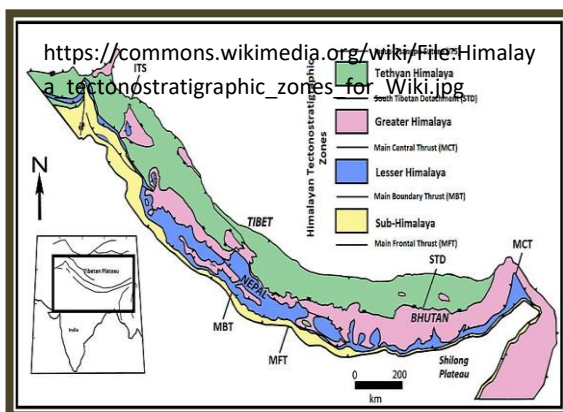 https://commons.wikimedia.org/wiki/File:Himalay
a_tectonostratigraphic_zones_for_Wiki.jpg
ITS
Himalayan Tectonostratigraphic
Zones
Tethyan Himalaya
South Tibetan Detachment (STD)
Greater Himalaya
Main Central Thrust (MCT)
Lesser Himalaya
Main Boundary Thrust (MBT)
Sub-Himalaya
Main Frontal Thrust (MFT)
N
TIBET
MCT
STD
NEPAL
BHUTAN
MBT
MFT
Shilong
Plateau
Tibetan Plateau
India
0 200
km